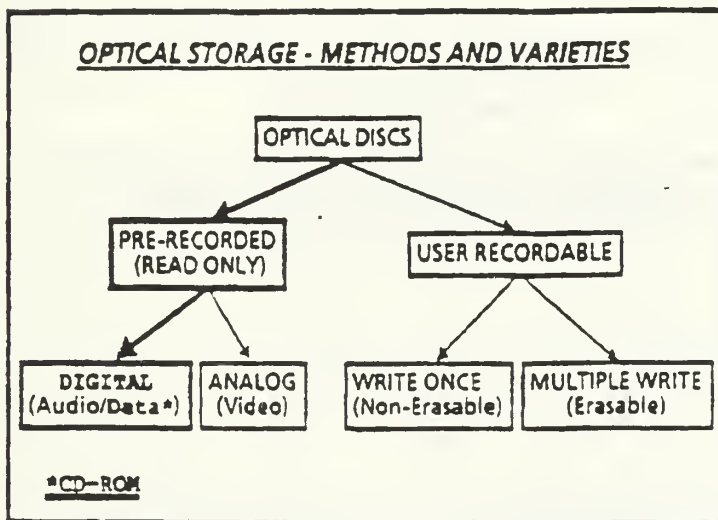 OPTICAL STORAGE - METHODS AND VARIETIES
OPTICAL DISCS
PRE-RECORDED
(READ ONLY)
USER RECORDABLE
DIGITAL
(Audio/Data*)
ANALOG
(Video)
WRITE ONCE
(Non-Erasable)
MULTIPLE WRITE
(Erasable)
*CD-ROM